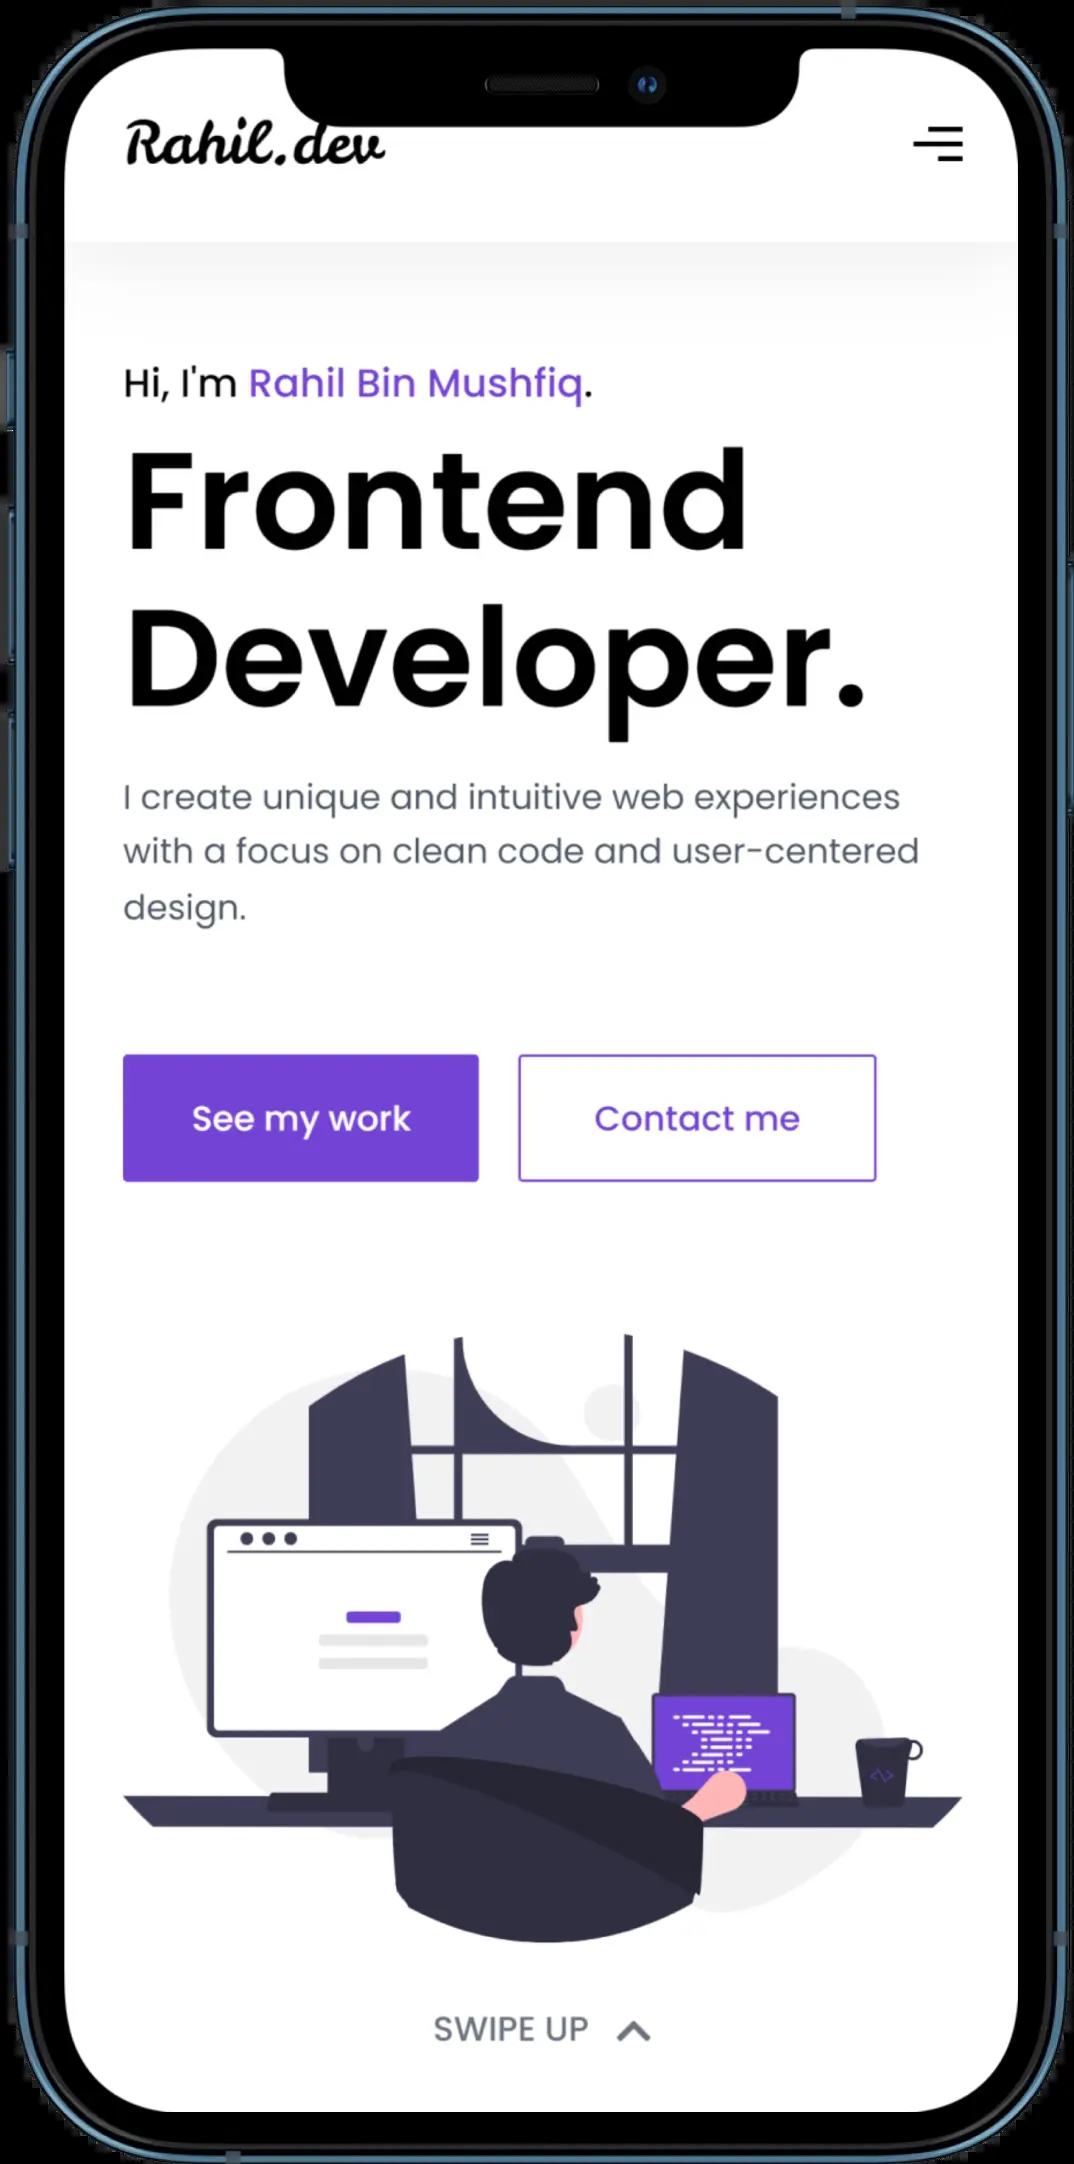 Rahil.dev
Hi, I'm Rahil Bin Mushfiq.
Frontend
Developer.
I create unique and intuitive web experiences
with a focus on clean code and user-centered
design.
See my work
Contact me
</>
SWIPE UP